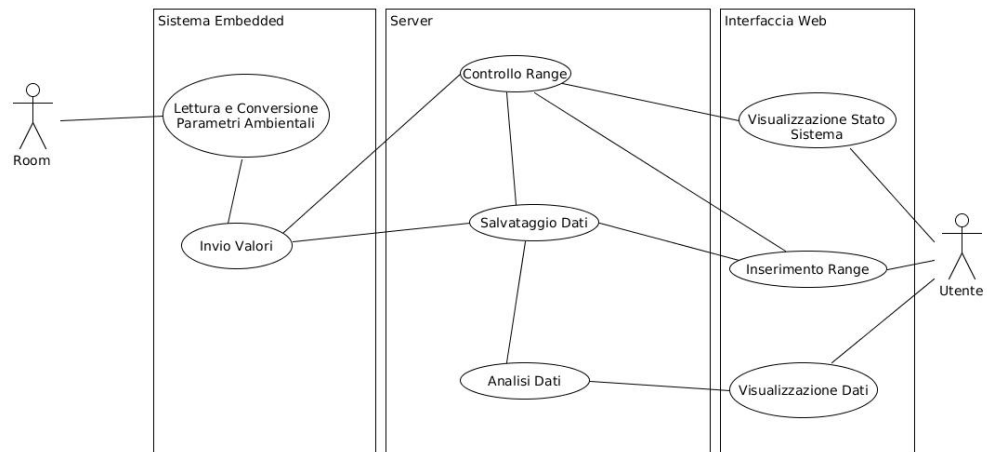 Sistema Embedded
Server
Interfaccia Web
Controllo Range
Lettura e Conversione
Parametri Ambientali
Visualizzazione Stato
Sistema
Room
Salvataggio Dati
Invio Valori
Inserimento Range
Utente
Analisi Dati
Visualizzazione Dati